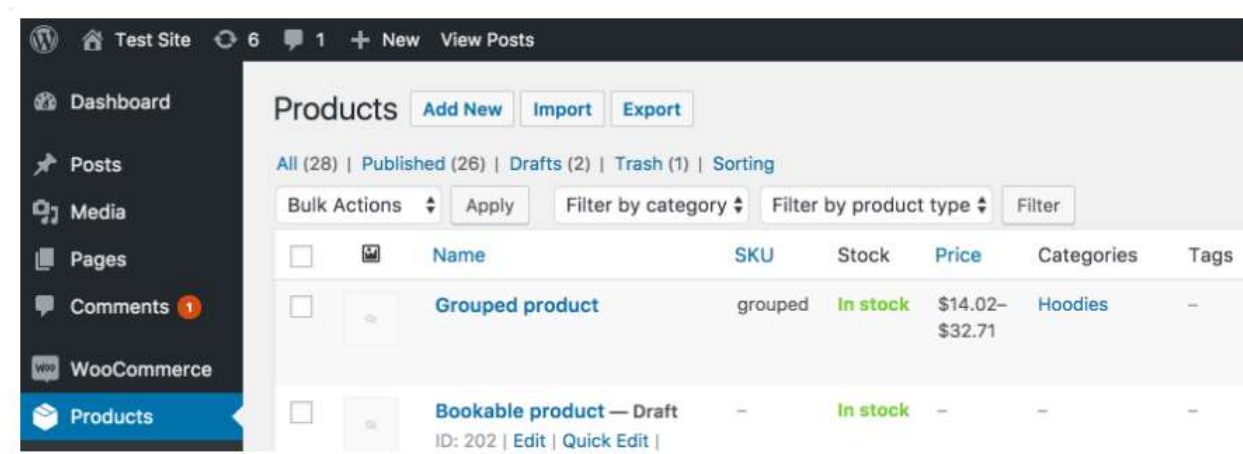 Test Site 6 1 + New View Posts
Dashboard
Posts
Media
Pages
Comments 1
WooCommerce
Products
Products Add New Import Export
All (28) | Published (26) | Drafts (2) | Trash (1) | Sorting
Bulk Actions Apply Filter by category Filter by product type Filter
Name SKU Stock Price Categories Tags
Grouped product grouped In stock $14.02– Hoodies –
$32.71
Bookable product — Draft – In stock – – –
ID: 202 | Edit | Quick Edit |